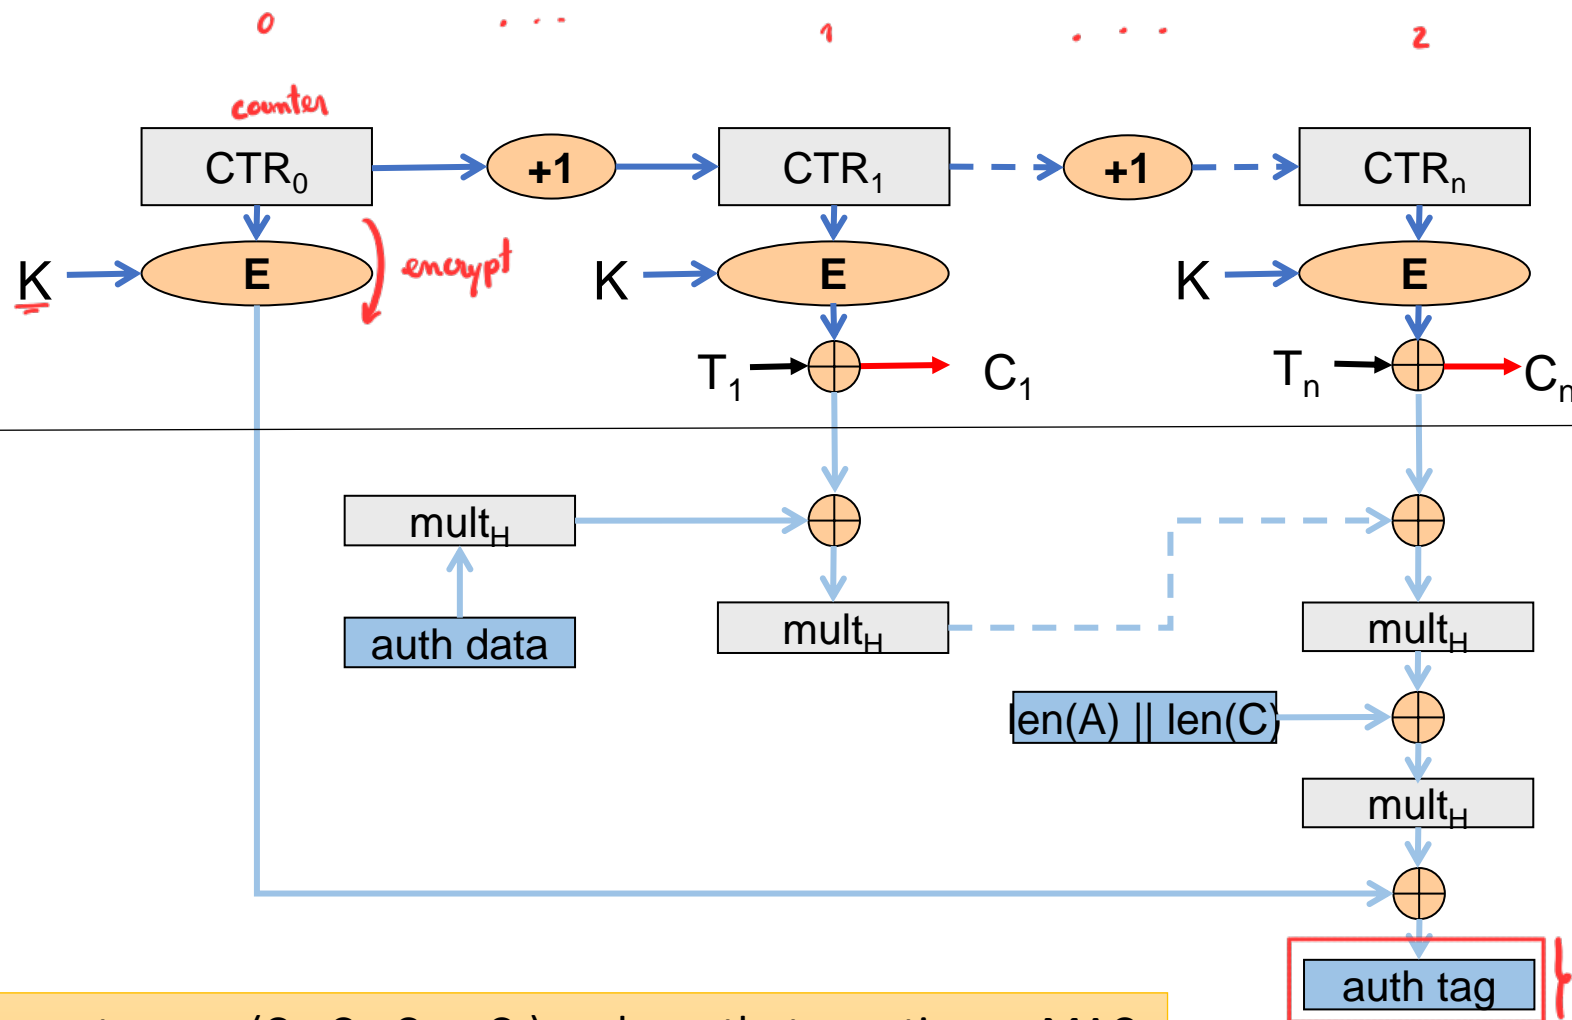 0 . . . 1 . . . 2
counter
CTR0 +1 CTR1 +1 CTRn
K E encrypt K E K E
T1 C1 Tn Cn
multH
auth data multH multH
len(A) || len(C)
multH
auth tag